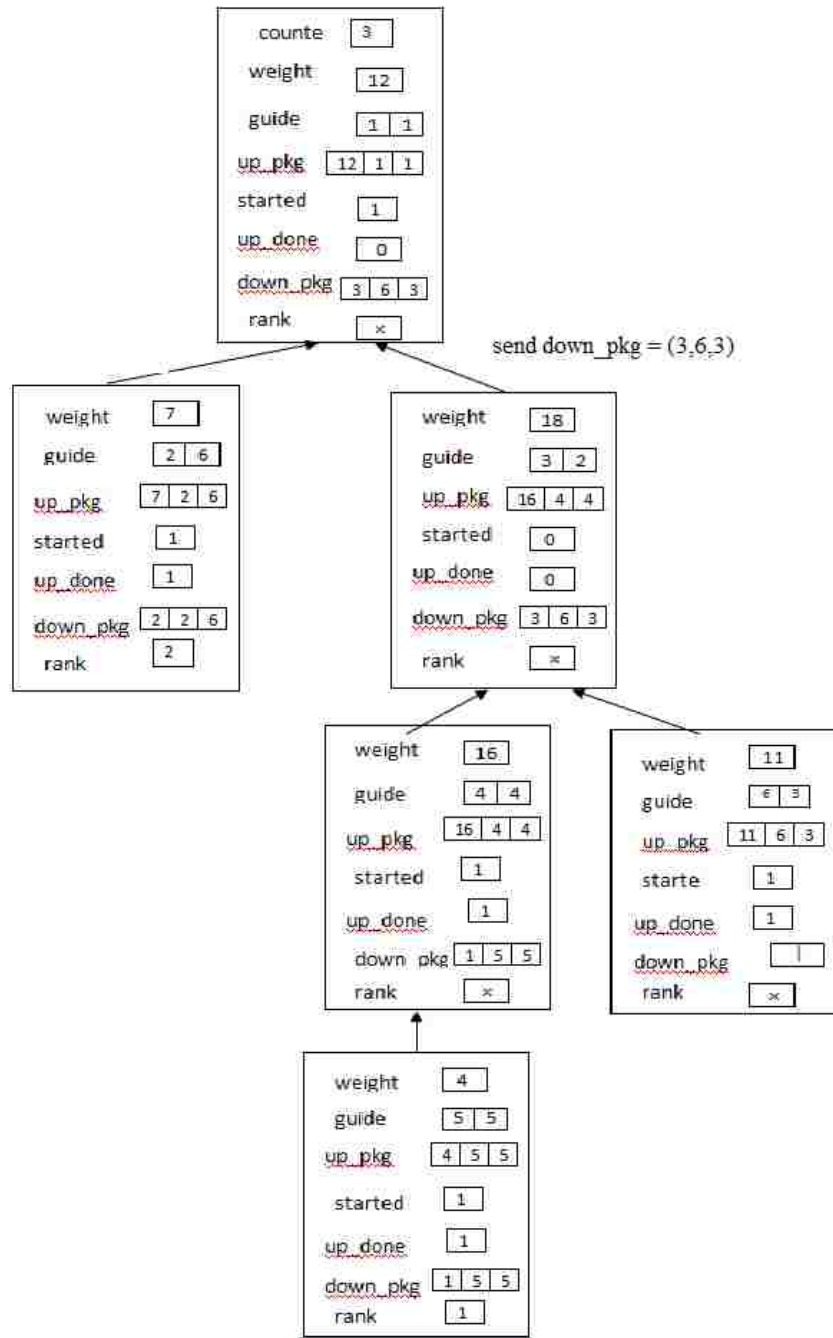 counte 3
weight 12
guide 1 1
up_pkg 12 1 1
started 1
up_done 0
down_pkg 3 6 3
rank ×
send down_pkg = (3,6,3)
weight 7
guide 2 6
up_pkg 7 2 6
started 1
up_done 1
down_pkg 2 2 6
rank 2
weight 18
guide 3 2
up_pkg 16 4 4
started 0
up_done 0
down_pkg 3 6 3
rank ×
weight 16
guide 4 4
up_pkg 16 4 4
started 1
up_done 1
down pkg 1 5 5
rank ×
weight 11
guide 6 3
up_pkg 11 6 3
starte 1
up_done 1
down_pkg
rank ×
weight 4
guide 5 5
up_pkg 4 5 5
started 1
up_done 1
down_pkg 1 5 5
rank 1